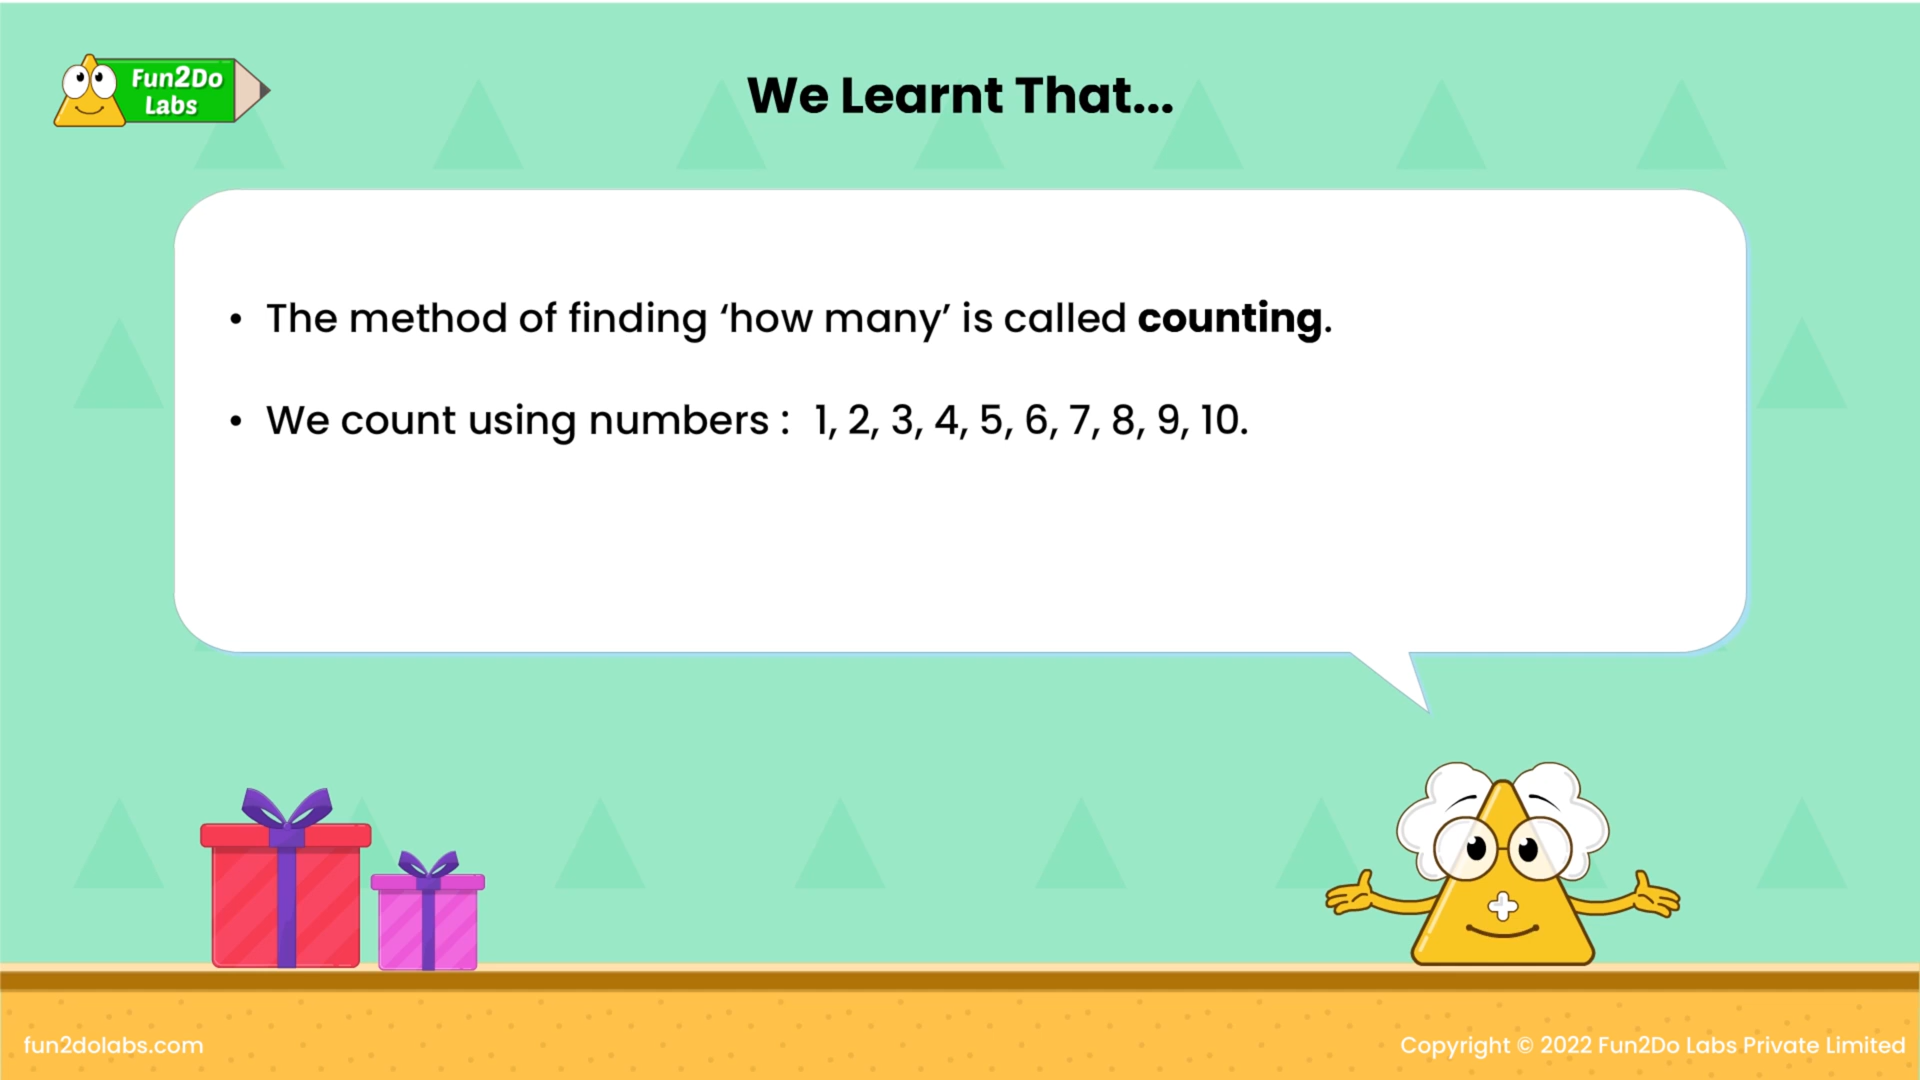 Fun2Do
Labs
We Learnt That...
• The method of finding ‘how many’ is called counting.
• We count using numbers : 1, 2, 3, 4, 5, 6, 7, 8, 9, 10.
fun2dolabs.com
Copyright © 2022 Fun2Do Labs Private Limited